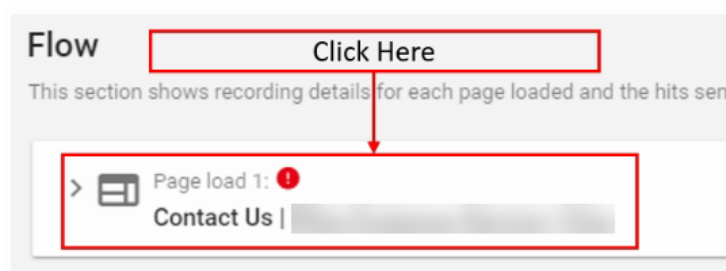 Flow
Click Here
This section shows recording details for each page loaded and the hits sen
Page load 1:
Contact Us |